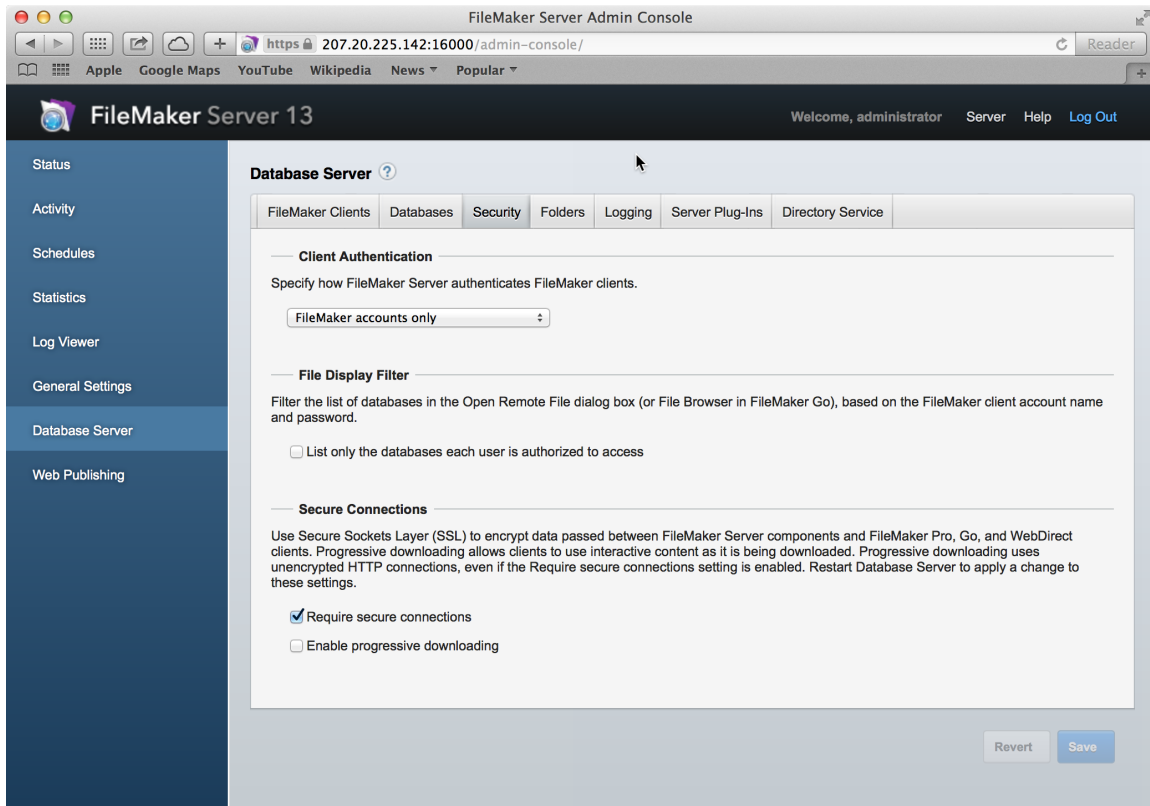 FileMaker Server Admin Console
https 207.20.225.142:16000/admin-console/ Reader
Apple Google Maps YouTube Wikipedia News Popular
FileMaker Server 13 Welcome, administrator Server Help Log Out
Status
Activity
Schedules
Statistics
Log Viewer
General Settings
Database Server
Web Publishing
Database Server ?
FileMaker Clients Databases Security Folders Logging Server Plug-Ins Directory Service
Client Authentication
Specify how FileMaker Server authenticates FileMaker clients.
FileMaker accounts only
File Display Filter
Filter the list of databases in the Open Remote File dialog box (or File Browser in FileMaker Go), based on the FileMaker client account name
and password.
List only the databases each user is authorized to access
Secure Connections
Use Secure Sockets Layer (SSL) to encrypt data passed between FileMaker Server components and FileMaker Pro, Go, and WebDirect
clients. Progressive downloading allows clients to use interactive content as it is being downloaded. Progressive downloading uses
unencrypted HTTP connections, even if the Require secure connections setting is enabled. Restart Database Server to apply a change to
these settings.
Require secure connections
Enable progressive downloading
Revert Save